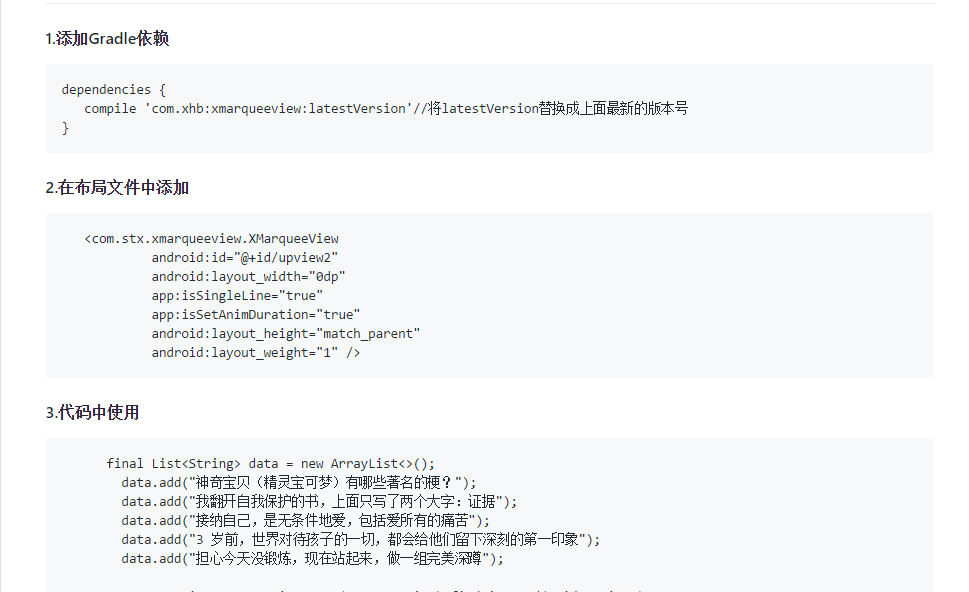 1.添加Gradle依赖
dependencies {
   compile 'com.xhb:xmarqueeview:latestVersion'//将latestVersion替换成上面最新的版本号
}
2.在布局文件中添加
   <com.stx.xmarqueeview.XMarqueeView
            android:id="@+id/upview2"
            android:layout_width="0dp"
            app:isSingleLine="true"
            app:isSetAnimDuration="true"
            android:layout_height="match_parent"
            android:layout_weight="1" />
3.代码中使用
      final List<String> data = new ArrayList<>();
        data.add("神奇宝贝（精灵宝可梦）有哪些著名的梗？");
        data.add("我翻开自我保护的书，上面只写了两个大字：证据");
        data.add("接纳自己，是无条件地爱，包括爱所有的痛苦");
        data.add("3 岁前，世界对待孩子的一切，都会给他们留下深刻的第一印象");
        data.add("担心今天没锻炼，现在站起来，做一组完美深蹲");